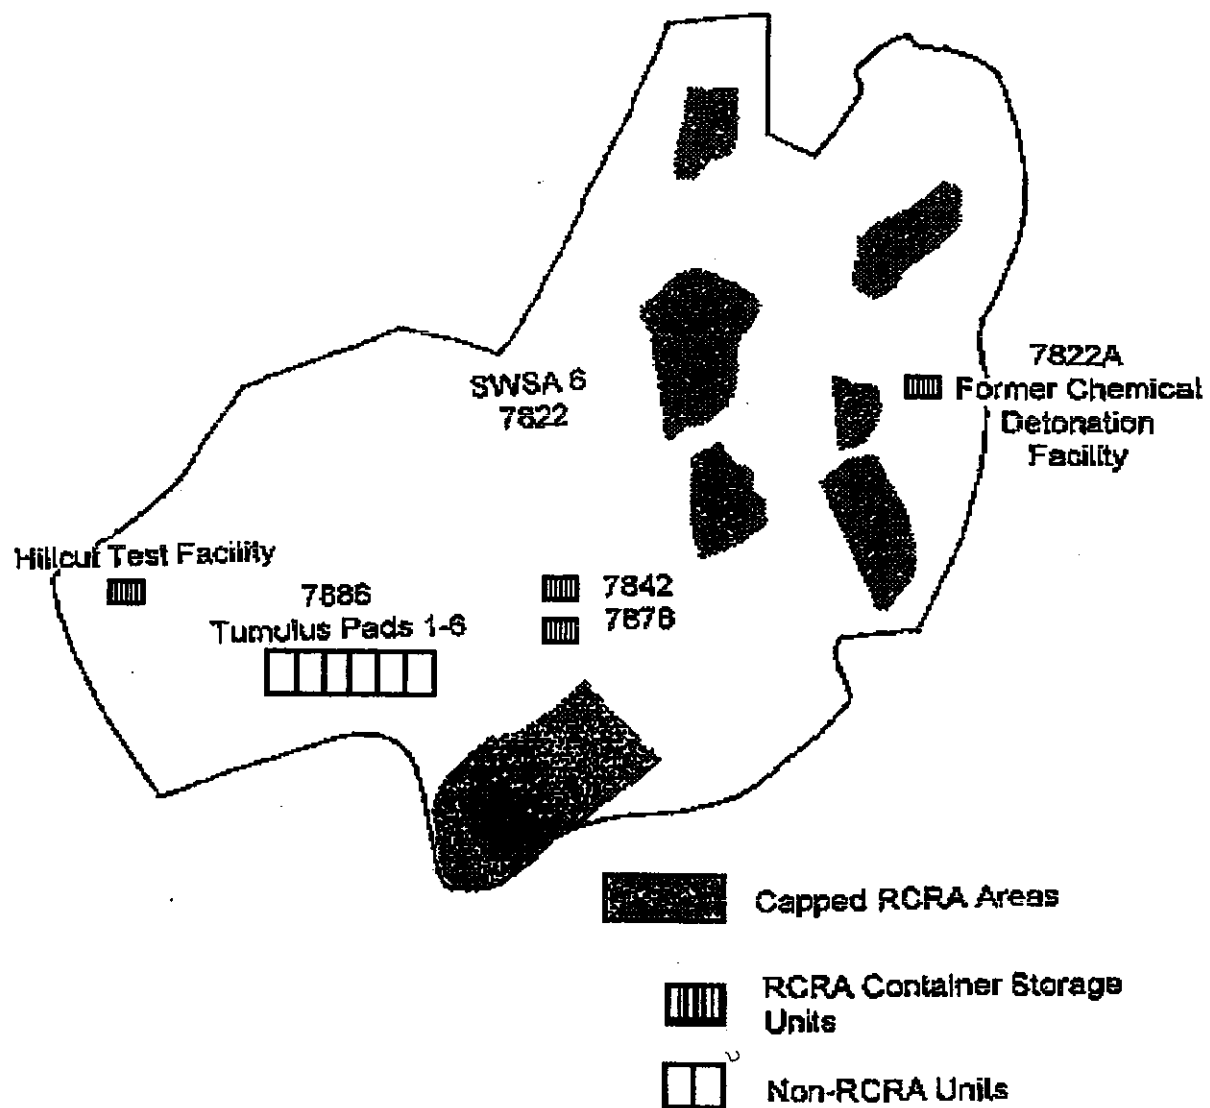 SWSA 6
7822
7822A
Former Chemical
Detonation
Facility
Hillcut Test Facility
7886
Tumulus Pads 1-6
7842
7878
Capped RCRA Areas
RCRA Container Storage
Units
Non-RCRA Units